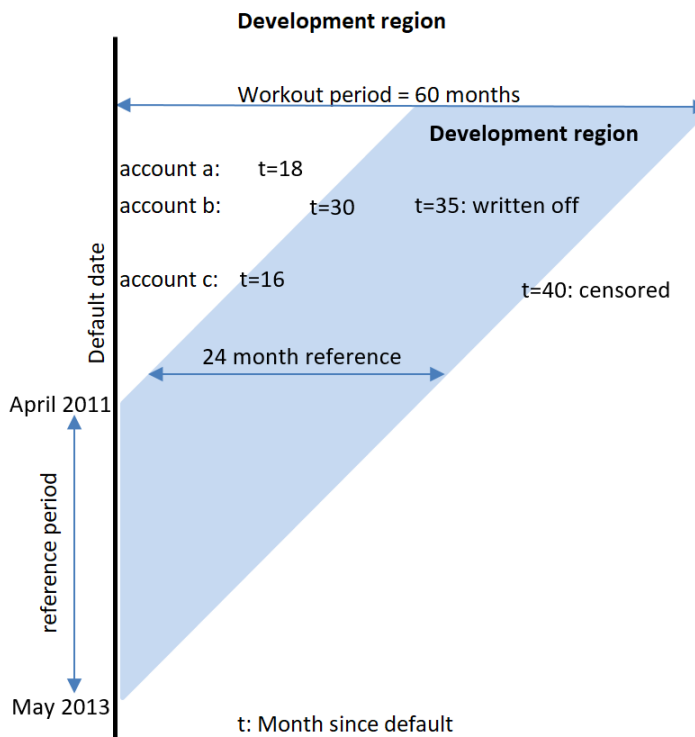 Development region
Workout period = 60 months
Development region
account a: t=18
account b: t=30 t=35: written off
account c: t=16 t=40: censored
Default date
24 month reference
April 2011
reference period
May 2013
t: Month since default